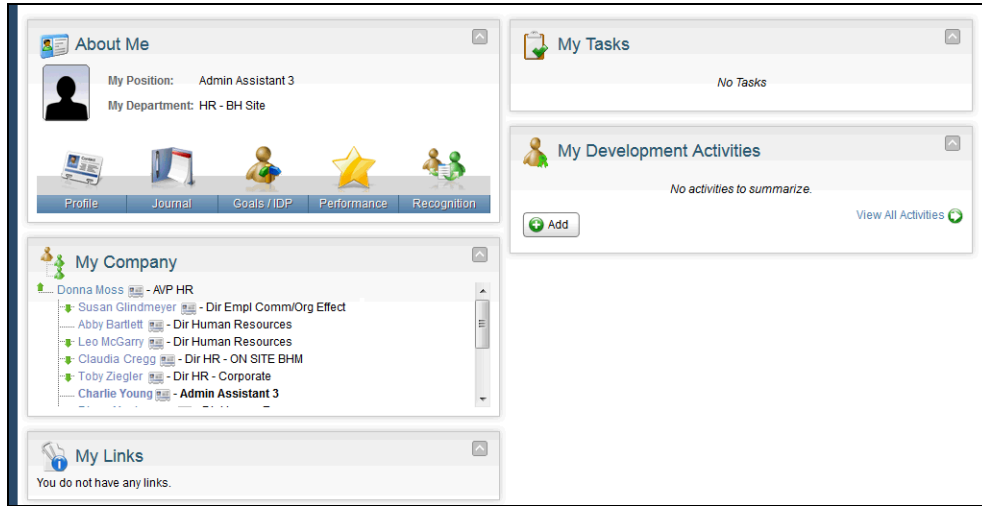 About Me
My Position: Admin Assistant 3
My Department: HR - BH Site
Profile Journal Goals / IDP Performance Recognition
My Company
Donna Moss - AVP HR
Susan Glindmeyer - Dir Empl Comm/Org Effect
Abby Bartlett - Dir Human Resources
Leo McGarry - Dir Human Resources
Claudia Cregg - Dir HR - ON SITE BHM
Toby Ziegler - Dir HR - Corporate
Charlie Young - Admin Assistant 3
My Links
You do not have any links.
My Tasks
No Tasks
My Development Activities
No activities to summarize.
Add
View All Activities